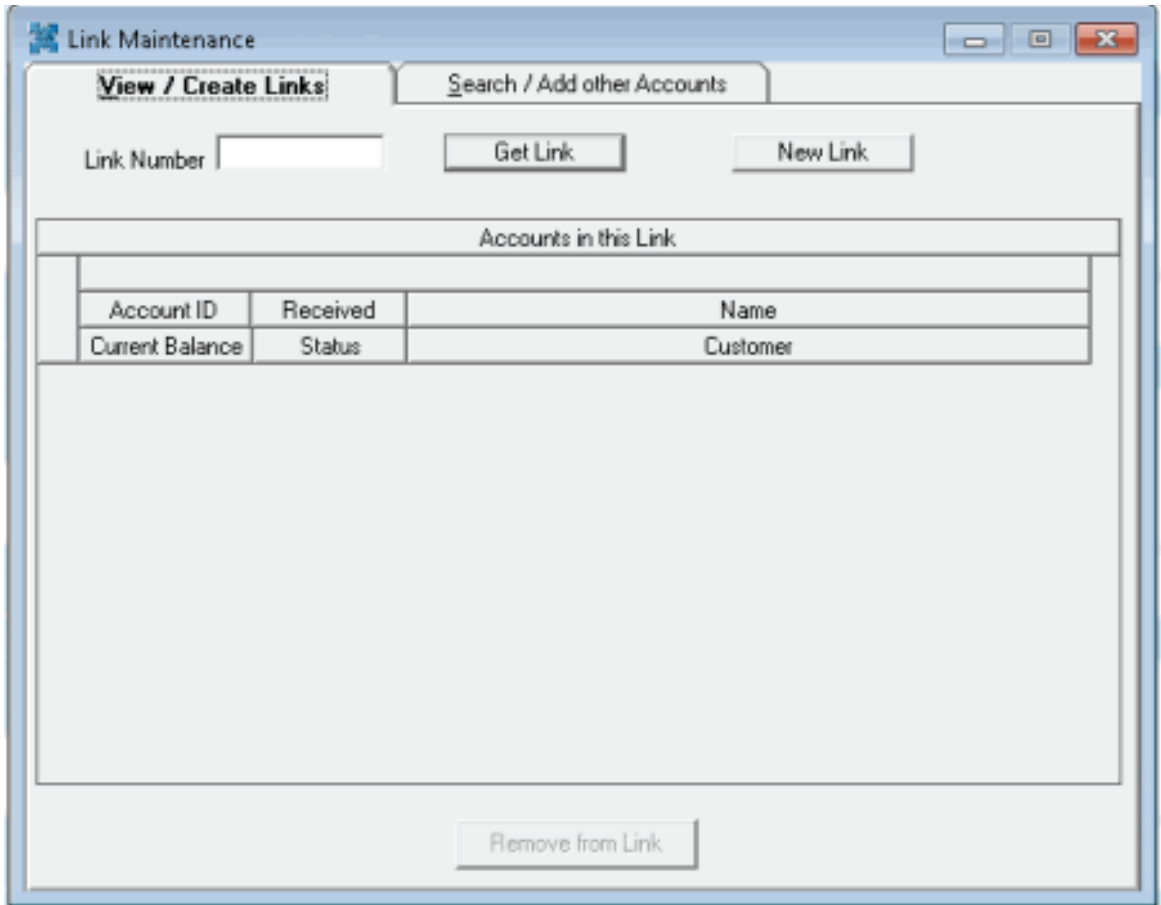 Link Maintenance
View / Create Links Search / Add other Accounts
Link Number Get Link New Link
Accounts in this Link
Account ID Received Name
Current Balance Status Customer
Remove from Link